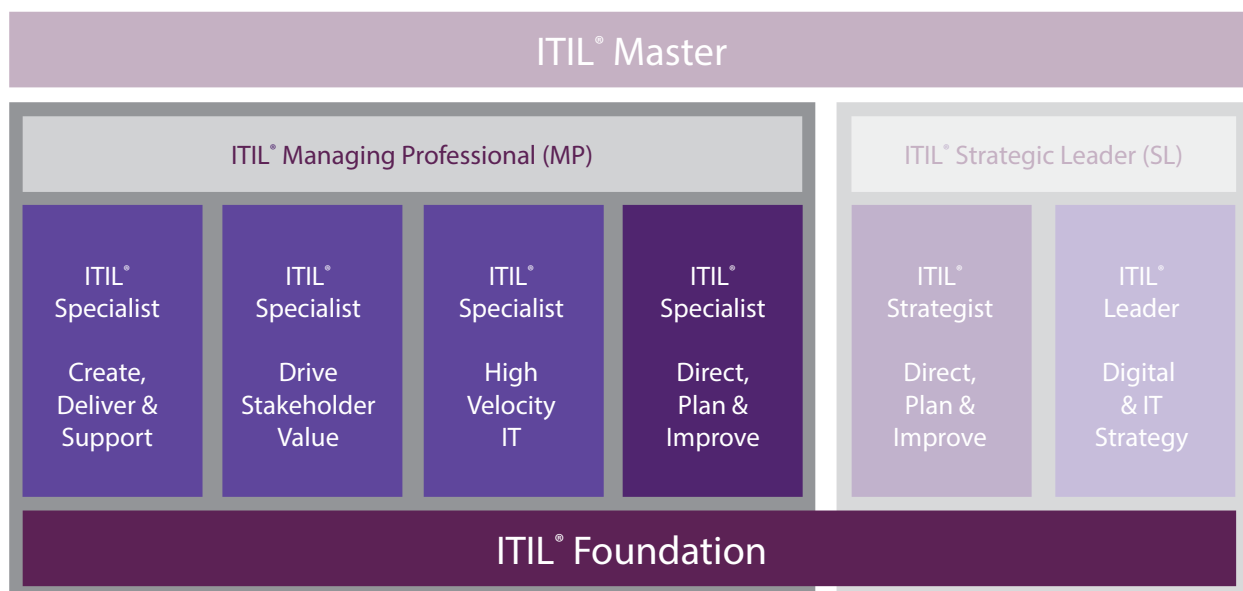 ITIL® Master
ITIL® Managing Professional (MP)
ITIL® Strategic Leader (SL)
ITIL®
Specialist
Create,
Deliver &
Support
ITIL®
Specialist
Drive
Stakeholder
Value
ITIL®
Specialist
High
Velocity
IT
ITIL®
Specialist
Direct,
Plan &
Improve
ITIL®
Strategist
Direct,
Plan &
Improve
ITIL®
Leader
Digital
& IT
Strategy
ITIL® Foundation